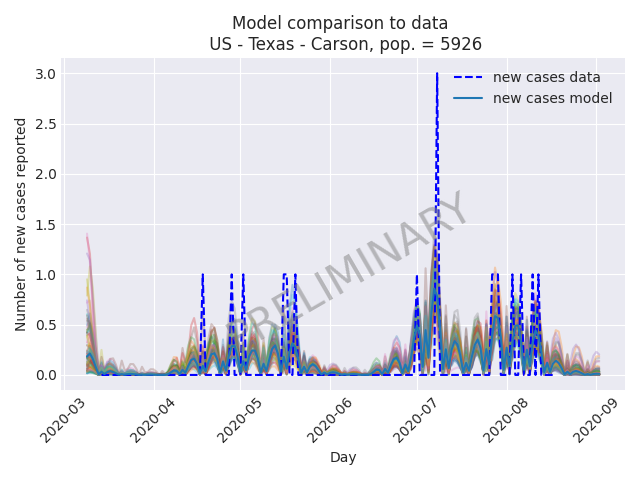 Model comparison to data
US - Texas - Carson, pop. = 5926
new cases data
new cases model
Number of new cases reported
3.0
2.5
2.0
1.5
1.0
0.5
0.0
PRELIMINARY
2020-03
2020-04
2020-05
2020-06
2020-07
2020-08
2020-09
Day